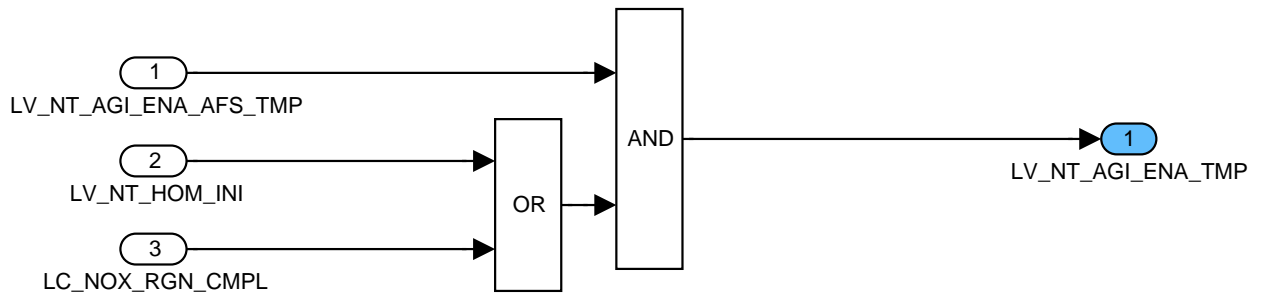 1
LV_NT_AGI_ENA_AFS_TMP
2
LV_NT_HOM_INI
3
LC_NOX_RGN_CMPL
OR
AND
1
LV_NT_AGI_ENA_TMP